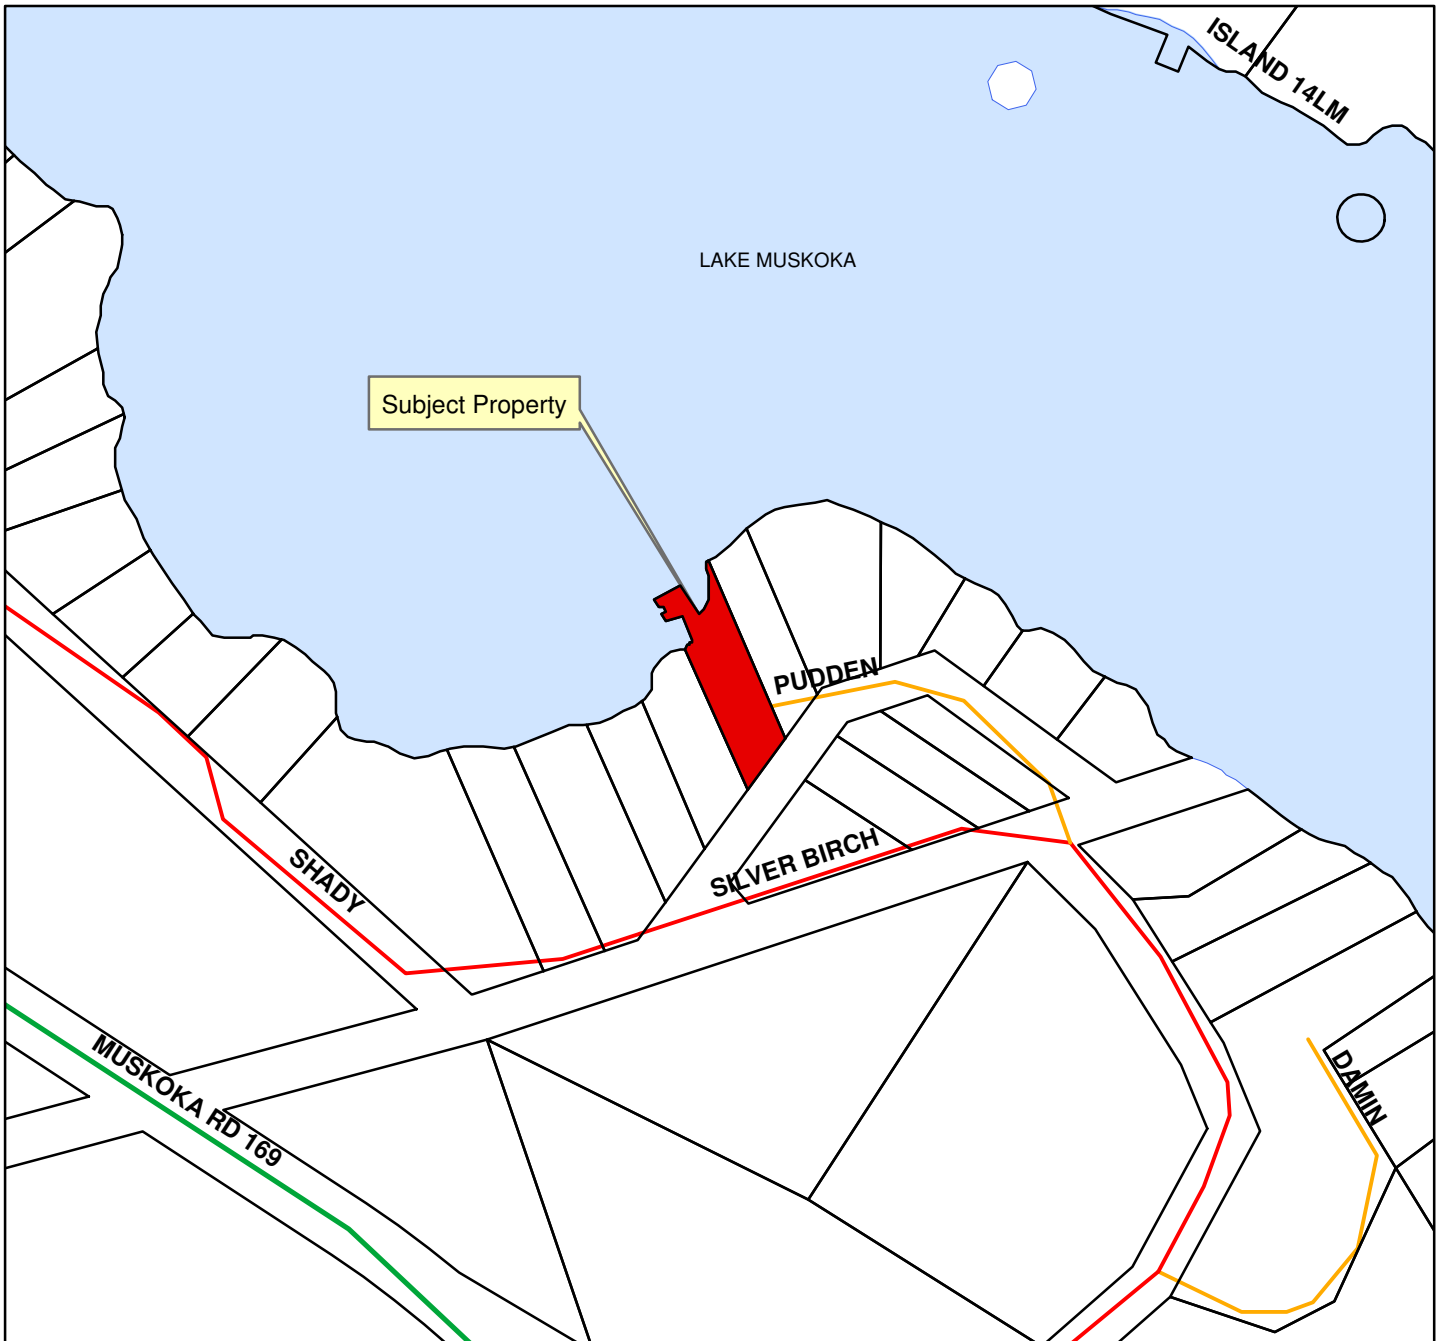 ISLAND 14LM
LAKE MUSKOKA
Subject Property
PUDDEN
SILVER BIRCH
SHADY
MUSKOKA RD 169
DAMIN